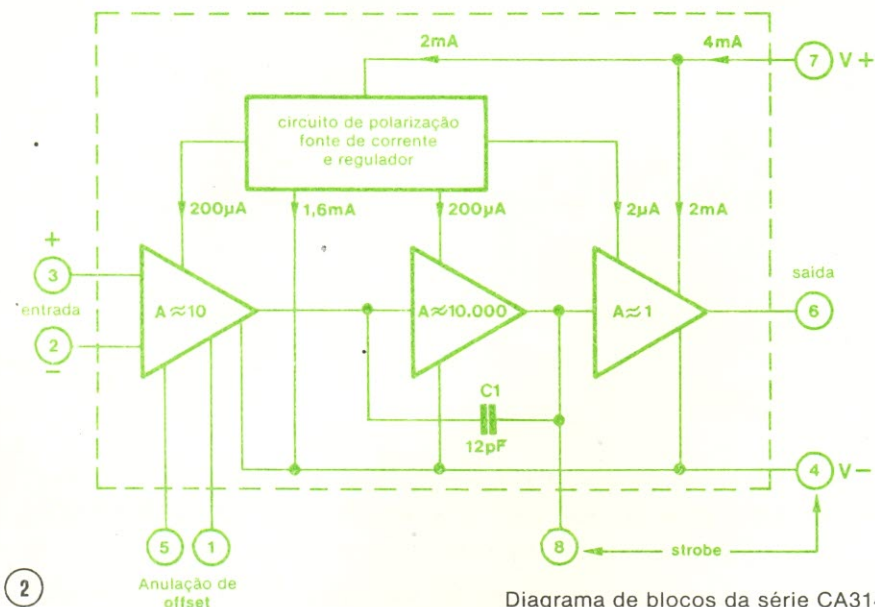 2mA
4mA
7 V+
circuito de polarização
fonte de corrente
e regulador
200µA
1,6mA
200µA
2µA
2mA
+
3
entrada
2
−
A≈10
A≈10.000
A≈1
saida
6
C1
12pF
4 V−
5
1
8
strobe
Anulação de
offset
2
Diagrama de blocos da série CA314